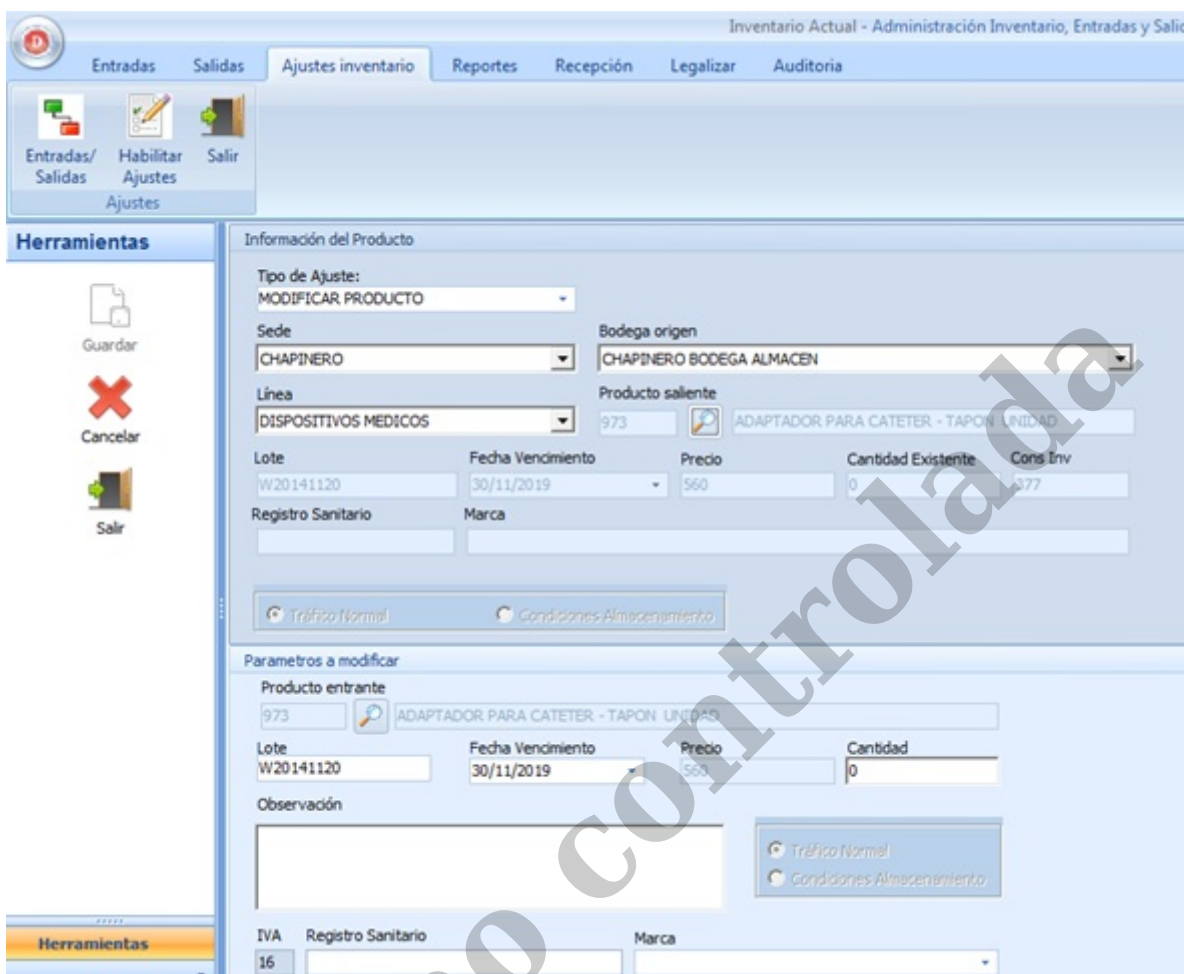 Inventario Actual - Administración Inventario, Entradas y Salid
Entradas Salidas Ajustes inventario Reportes Recepción Legalizar Auditoria
Entradas/ Habilitar Salir
Salidas Ajustes
Ajustes
Herramientas
Guardar
Cancelar
Salir
Información del Producto
Tipo de Ajuste:
MODIFICAR PRODUCTO
Sede Bodega origen
CHAPINERO CHAPINERO BODEGA ALMACEN
Línea Producto saliente
DISPOSITIVOS MEDICOS 973 ADAPTADOR PARA CATETER - TAPON UNIDAD
Lote Fecha Vencimiento Precio Cantidad Existente Cons Inv
W20141120 30/11/2019 560 0 377
Registro Sanitario Marca
Tráfico Normal Condiciones Almacenamiento
Parametros a modificar
Producto entrante
973 ADAPTADOR PARA CATETER - TAPON UNIDAD
Lote Fecha Vencimiento Precio Cantidad
W20141120 30/11/2019 560 0
Observación
Tráfico Normal
Condiciones Almacenamiento
IVA Registro Sanitario Marca
16
Herramientas
o controlada